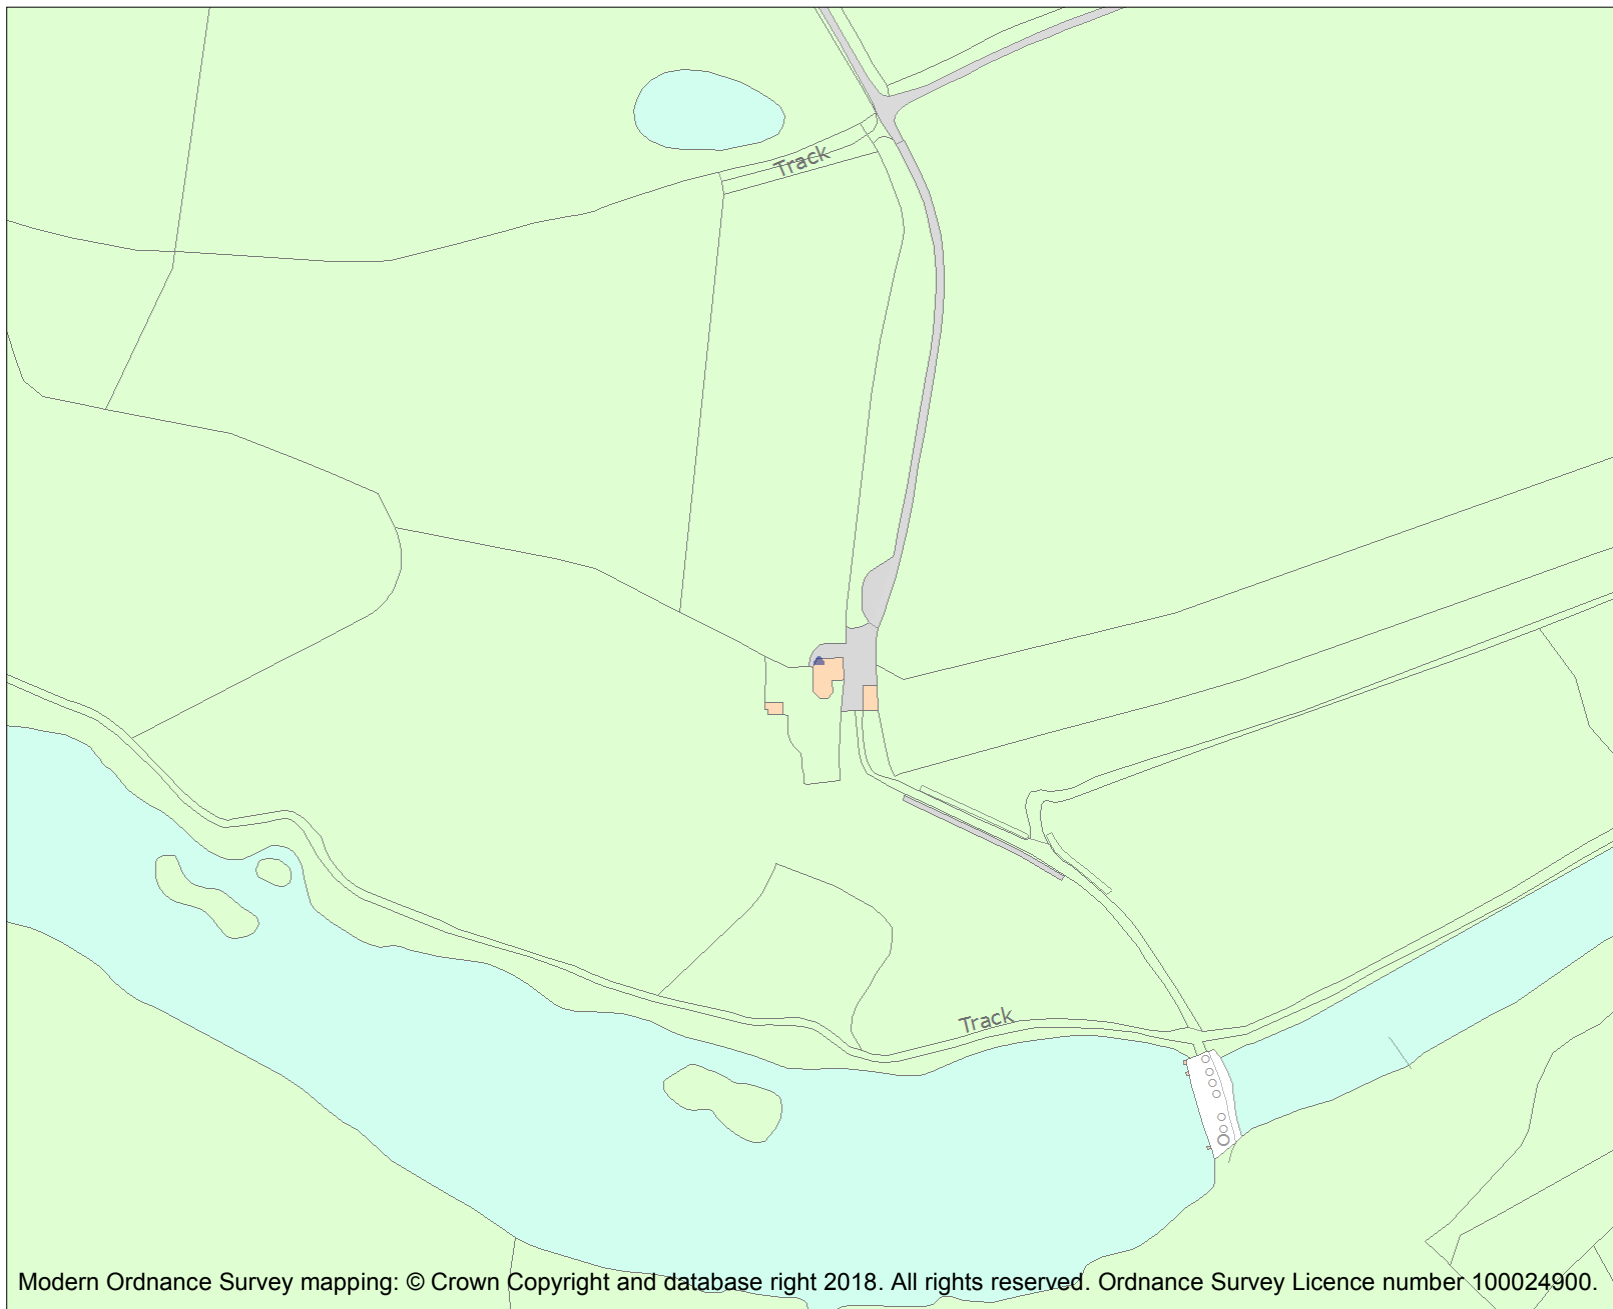 Track
Track
Modern Ordnance Survey mapping: © Crown Copyright and database right 2018. All rights reserved. Ordnance Survey Licence number 100024900.